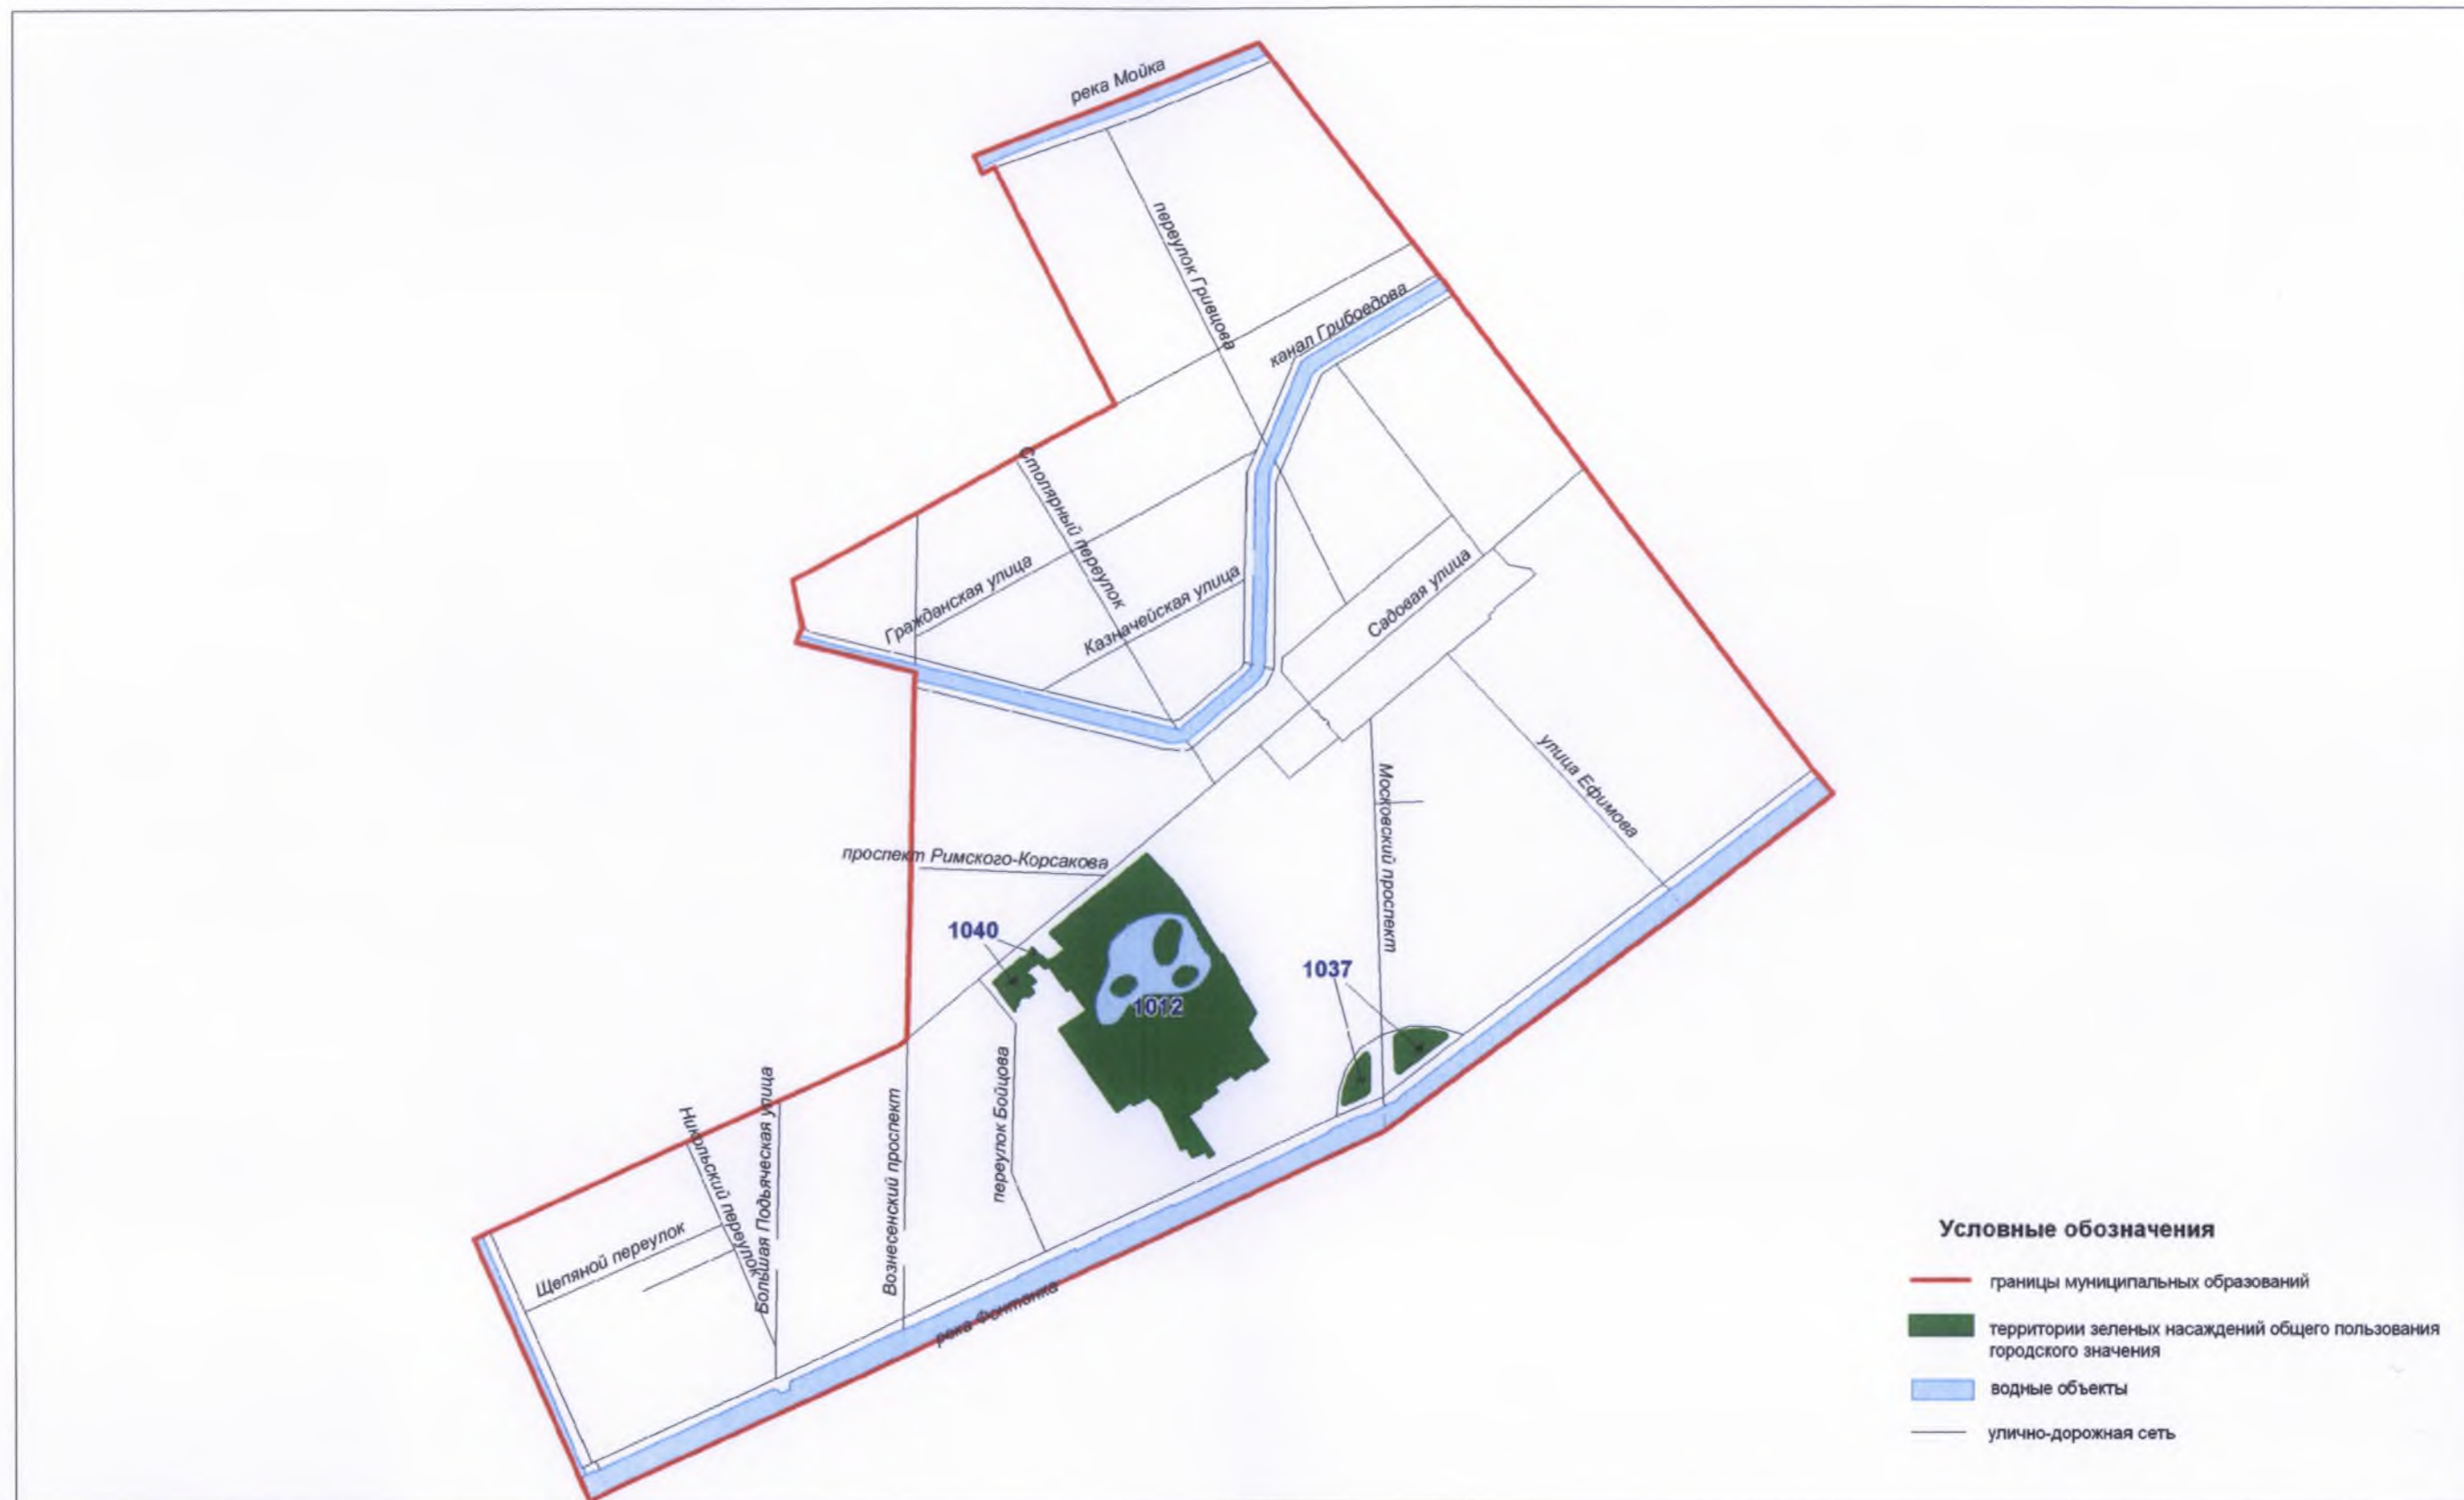 река Мойка
переулок Гривцова
канал Грибоедова
Столярный переулок
Гражданская улица
Казначейская улица
Садовая улица
улица Ефимова
Московский проспект
проспект Римского-Корсакова
1040
1037
1012
переулок Бойцова
Вознесенский проспект
Большая Подьяческая улица
Никольский переулок
Щепяной переулок
река Фонтанка
Условные обозначения
границы муниципальных образований
территории зеленых насаждений общего пользования
городского значения
водные объекты
улично-дорожная сеть